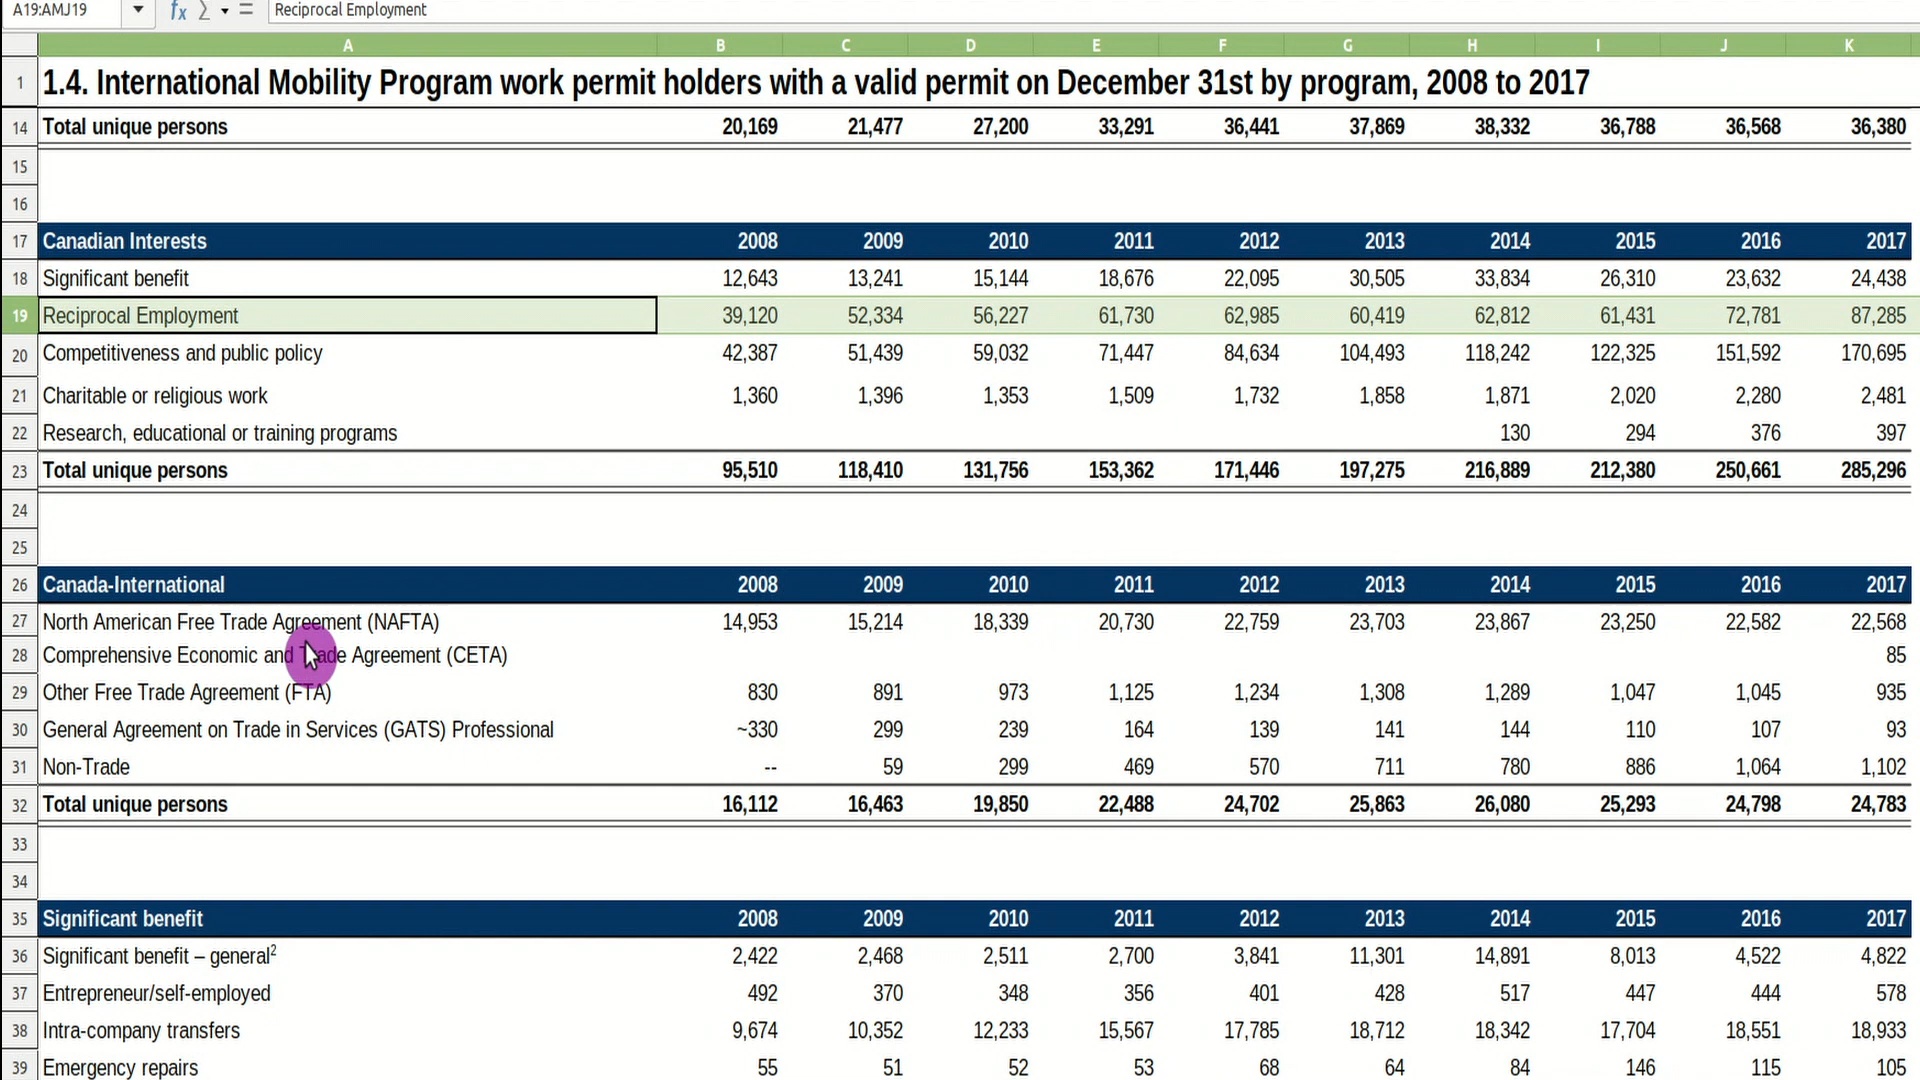 A19:AMJ19 fx Σ = Reciprocal Employment
A B C D E F G H I J K
1 1.4. International Mobility Program work permit holders with a valid permit on December 31st by program, 2008 to 2017
14 Total unique persons 20,169 21,477 27,200 33,291 36,441 37,869 38,332 36,788 36,568 36,380
15
16
17 Canadian Interests 2008 2009 2010 2011 2012 2013 2014 2015 2016 2017
18 Significant benefit 12,643 13,241 15,144 18,676 22,095 30,505 33,834 26,310 23,632 24,438
19 Reciprocal Employment 39,120 52,334 56,227 61,730 62,985 60,419 62,812 61,431 72,781 87,285
20 Competitiveness and public policy 42,387 51,439 59,032 71,447 84,634 104,493 118,242 122,325 151,592 170,695
21 Charitable or religious work 1,360 1,396 1,353 1,509 1,732 1,858 1,871 2,020 2,280 2,481
22 Research, educational or training programs 130 294 376 397
23 Total unique persons 95,510 118,410 131,756 153,362 171,446 197,275 216,889 212,380 250,661 285,296
24
25
26 Canada-International 2008 2009 2010 2011 2012 2013 2014 2015 2016 2017
27 North American Free Trade Agreement (NAFTA) 14,953 15,214 18,339 20,730 22,759 23,703 23,867 23,250 22,582 22,568
28 Comprehensive Economic and Trade Agreement (CETA) 85
29 Other Free Trade Agreement (FTA) 830 891 973 1,125 1,234 1,308 1,289 1,047 1,045 935
30 General Agreement on Trade in Services (GATS) Professional ~330 299 239 164 139 141 144 110 107 93
31 Non-Trade -- 59 299 469 570 711 780 886 1,064 1,102
32 Total unique persons 16,112 16,463 19,850 22,488 24,702 25,863 26,080 25,293 24,798 24,783
33
34
35 Significant benefit 2008 2009 2010 2011 2012 2013 2014 2015 2016 2017
36 Significant benefit – general² 2,422 2,468 2,511 2,700 3,841 11,301 14,891 8,013 4,522 4,822
37 Entrepreneur/self-employed 492 370 348 356 401 428 517 447 444 578
38 Intra-company transfers 9,674 10,352 12,233 15,567 17,785 18,712 18,342 17,704 18,551 18,933
39 Emergency repairs 55 51 52 53 68 64 84 146 115 105